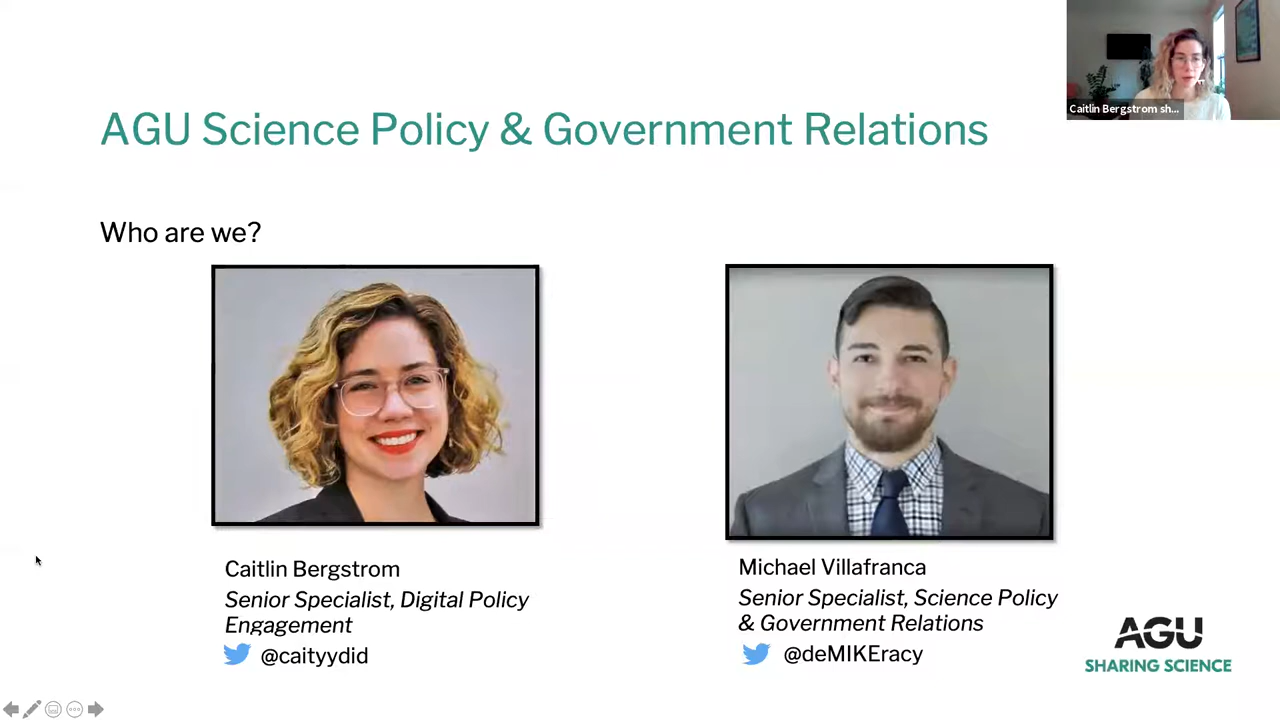 Caitlin Bergstrom sh...
AGU Science Policy & Government Relations
Who are we?
Caitlin Bergstrom
Senior Specialist, Digital Policy
Engagement
@caityydid
Michael Villafranca
Senior Specialist, Science Policy
& Government Relations
@deMIKEracy
AGU
SHARING SCIENCE